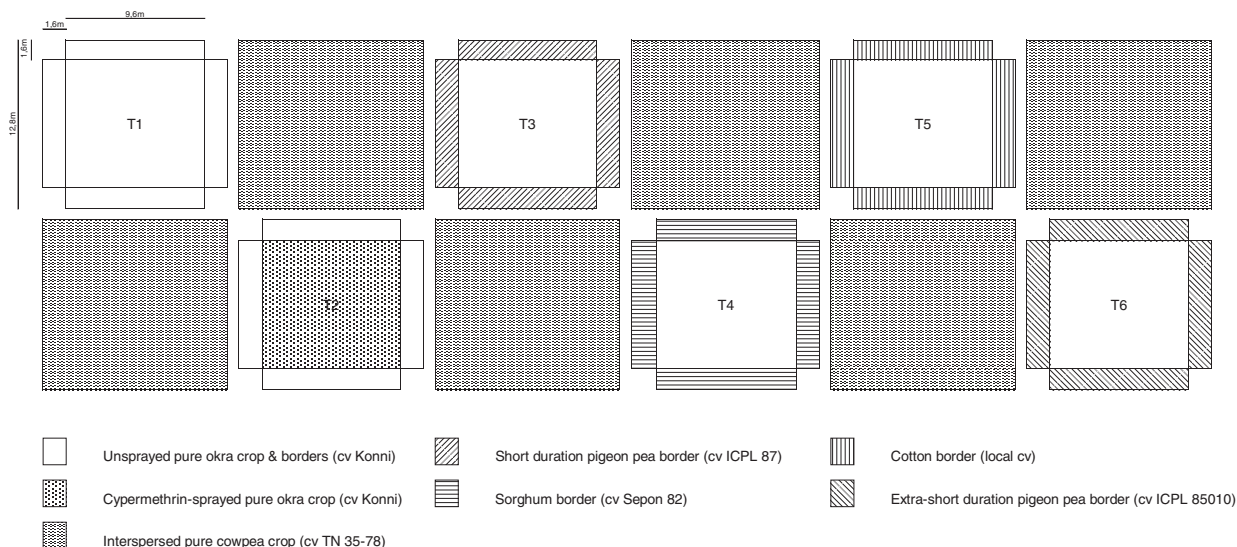 9,6m
1,6m
1,6m
12,8m
T1
T3
T5
T2
T4
T6
Unsprayed pure okra crop & borders (cv Konni)
Short duration pigeon pea border (cv ICPL 87)
Cotton border (local cv)
Cypermethrin-sprayed pure okra crop (cv Konni)
Sorghum border (cv Sepon 82)
Extra-short duration pigeon pea border (cv ICPL 85010)
Interspersed pure cowpea crop (cv TN 35-78)